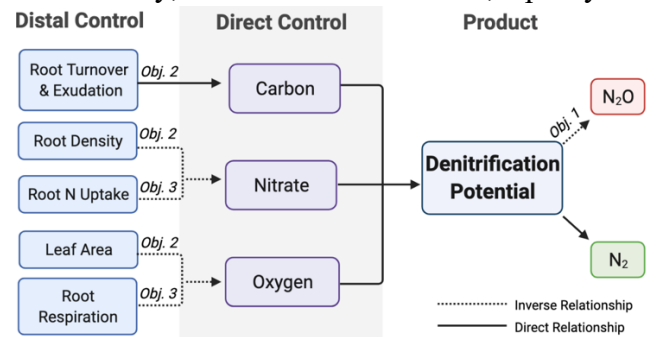 Distal Control Direct Control Product
Root Turnover
& Exudation
Obj. 2
Carbon
N₂O
Root Density
Obj. 2
Obj. 1
Root N Uptake
Obj. 3
Nitrate
Denitrification
Potential
Leaf Area
Obj. 2
Oxygen
N₂
Root
Respiration
Obj. 3
Inverse Relationship
Direct Relationship